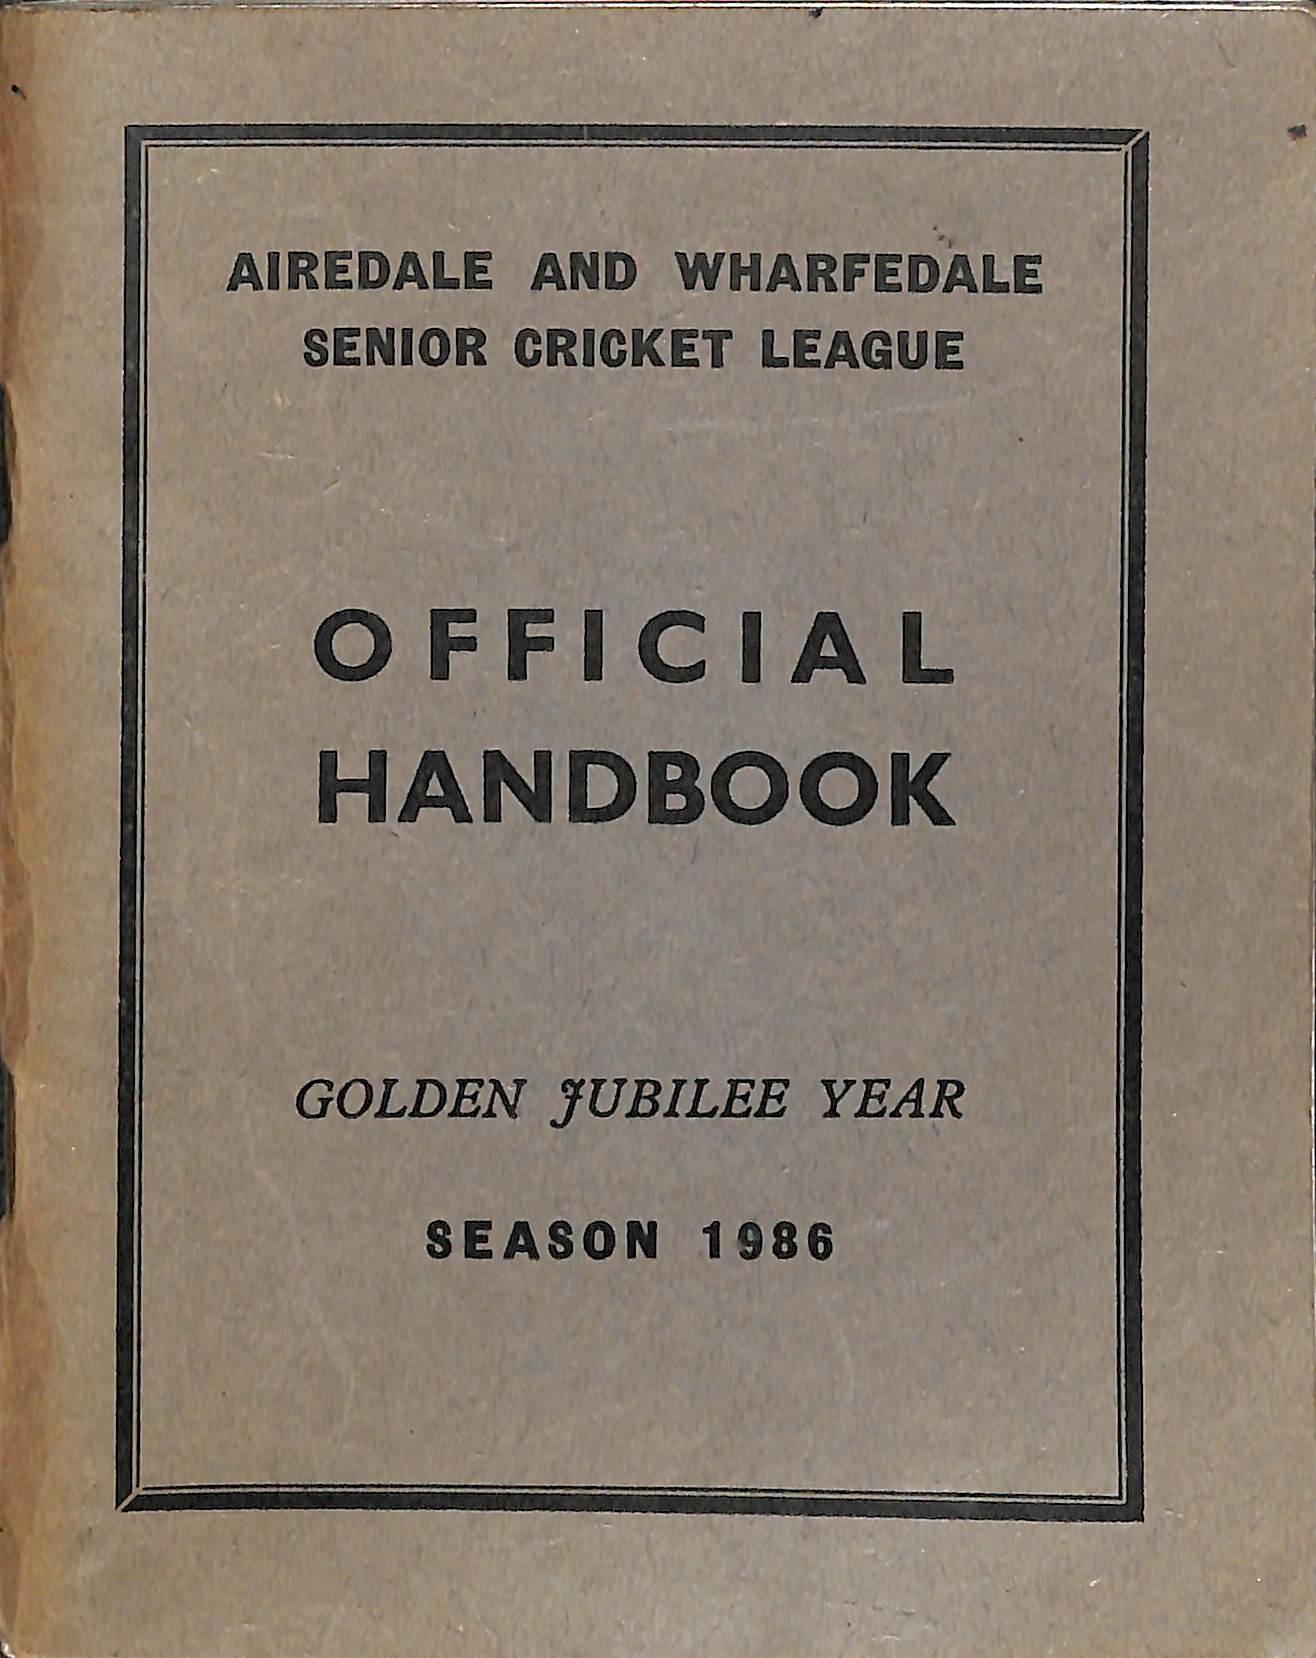 AIREDALE AND WHARFEDALE
SENIOR CRICKET LEAGUE
OFFICIAL
HANDBOOK
GOLDEN JUBILEE YEAR
SEASON 1986